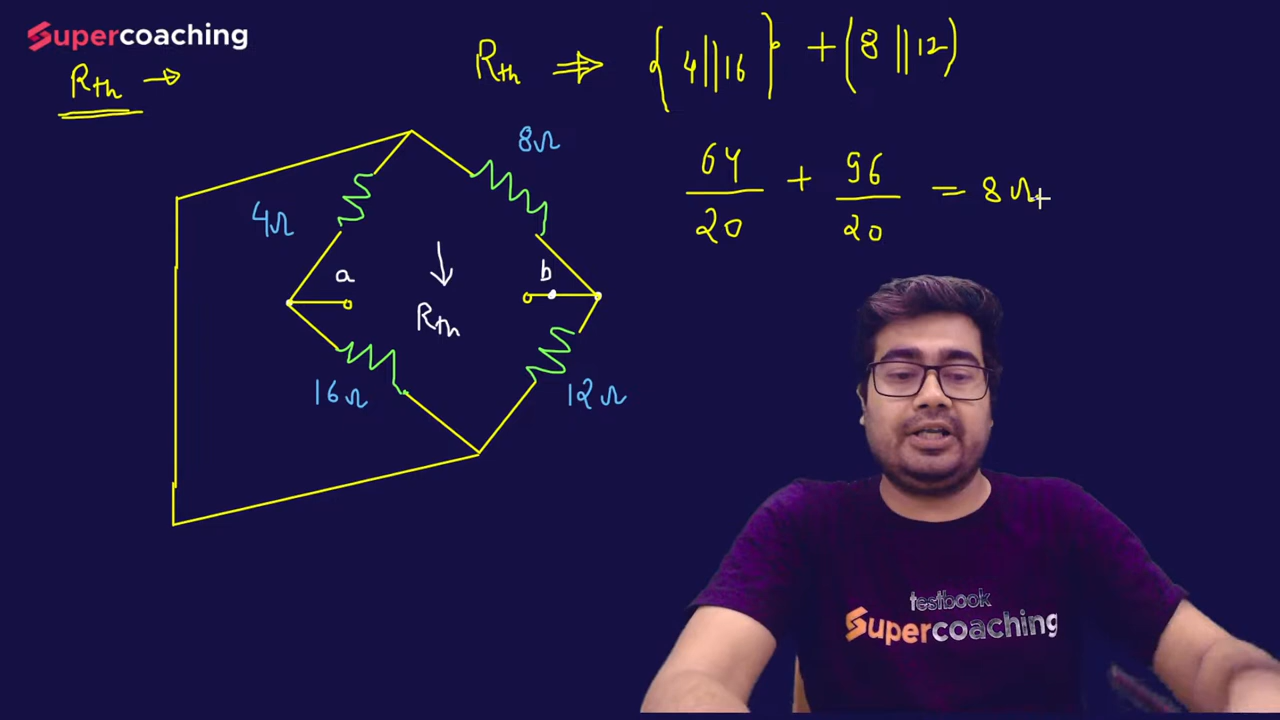 Supercoaching
Rth →
Rth ⇒ {4||16} + (8||12)
64/20 + 96/20 = 8Ω
8Ω
4Ω
a
b
Rth
16Ω
12Ω
testbook
Supercoaching